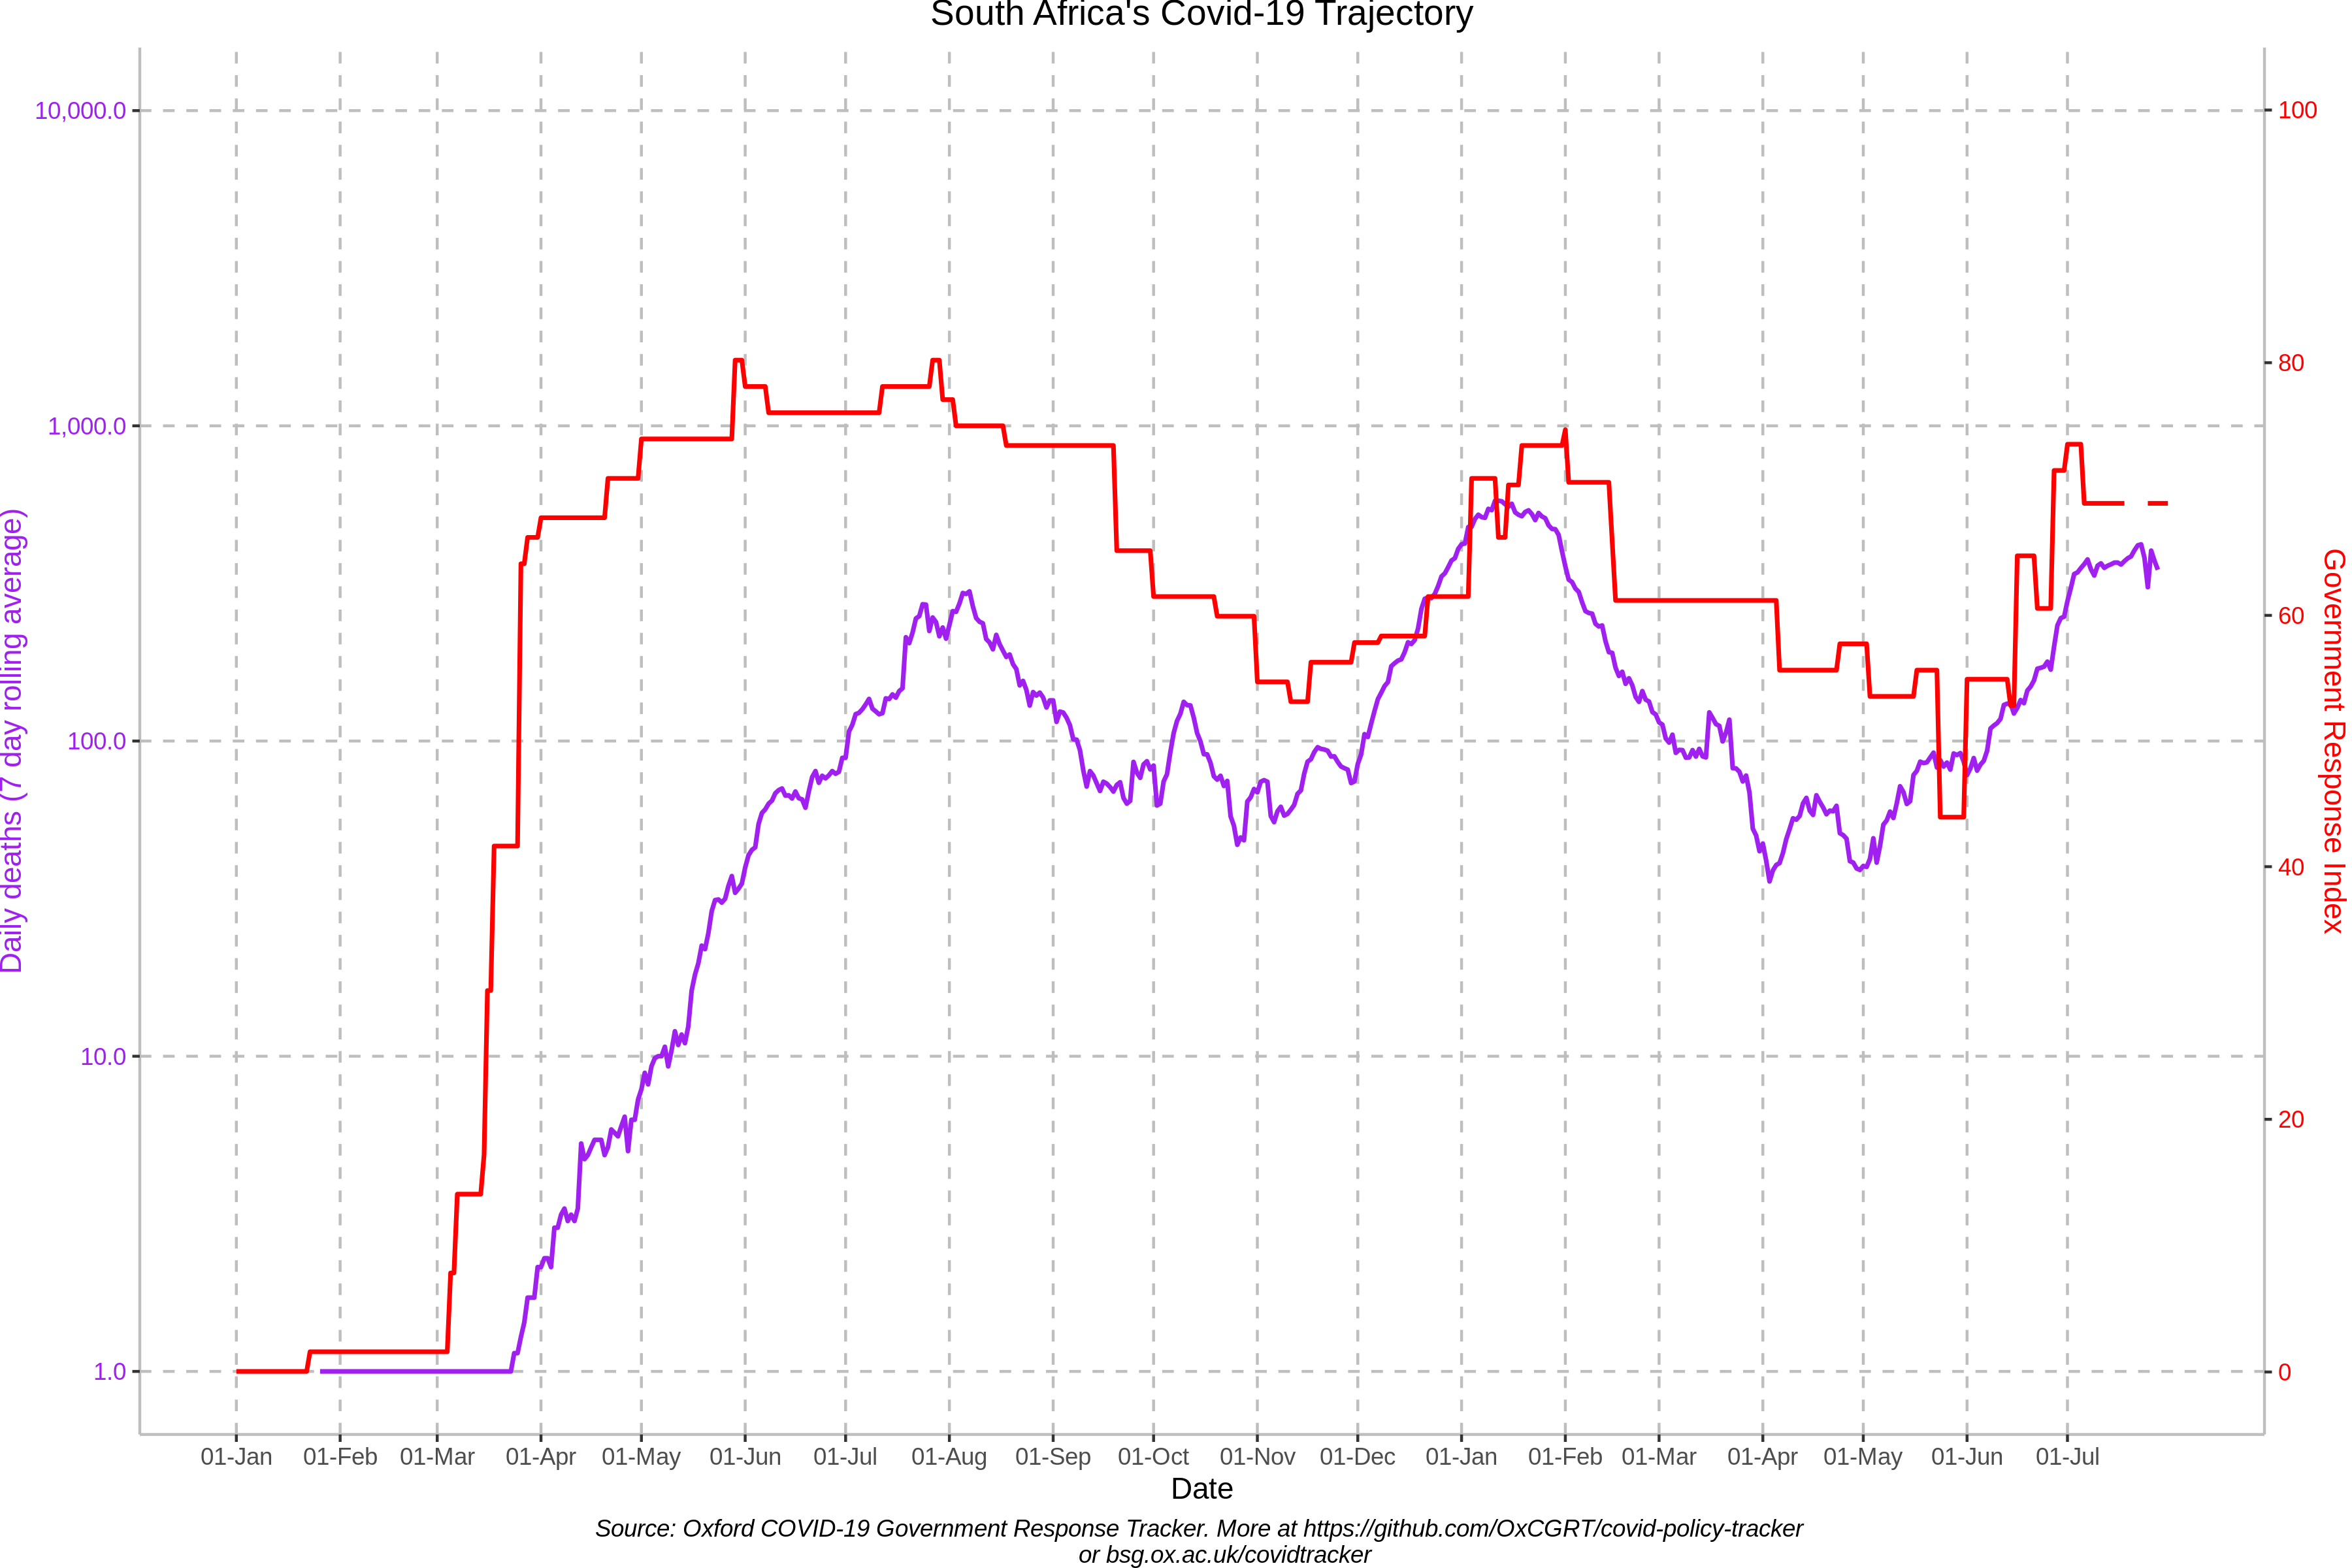 South Africa's Covid-19 Trajectory
10,000.0
1,000.0
100.0
10.0
1.0
Daily deaths (7 day rolling average)
100
80
60
40
20
0
Government Response Index
01-Jan 01-Feb 01-Mar 01-Apr 01-May 01-Jun 01-Jul 01-Aug 01-Sep 01-Oct 01-Nov 01-Dec 01-Jan 01-Feb 01-Mar 01-Apr 01-May 01-Jun 01-Jul
Date
Source: Oxford COVID-19 Government Response Tracker. More at https://github.com/OxCGRT/covid-policy-tracker
or bsg.ox.ac.uk/covidtracker